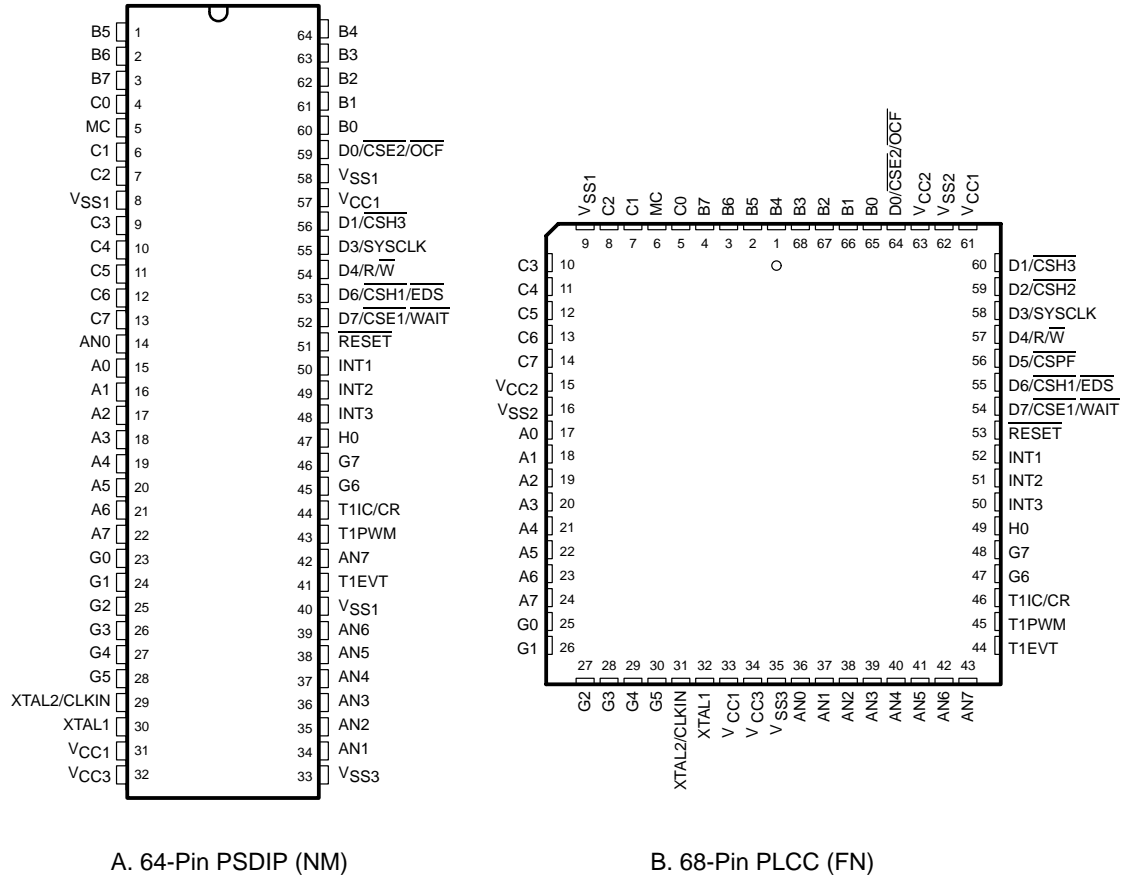 B5 1
B6 2
B7 3
C0 4
MC 5
C1 6
C2 7
VSS1 8
C3 9
C4 10
C5 11
C6 12
C7 13
AN0 14
A0 15
A1 16
A2 17
A3 18
A4 19
A5 20
A6 21
A7 22
G0 23
G1 24
G2 25
G3 26
G4 27
G5 28
XTAL2/CLKIN 29
XTAL1 30
VCC1 31
VCC3 32
64 B4
63 B3
62 B2
61 B1
60 B0
59 D0/CSE2/OCF
58 VSS1
57 VCC1
56 D1/CSH3
55 D3/SYSCLK
54 D4/R/W
53 D6/CSH1/EDS
52 D7/CSE1/WAIT
51 RESET
50 INT1
49 INT2
48 INT3
47 H0
46 G7
45 G6
44 T1IC/CR
43 T1PWM
42 AN7
41 T1EVT
40 VSS1
39 AN6
38 AN5
37 AN4
36 AN3
35 AN2
34 AN1
33 VSS3
A. 64-Pin PSDIP (NM)
VSS1 C2 C1 MC C0 B7 B6 B5 B4 B3 B2 B1 B0 D0/CSE2/OCF VCC2 VSS2 VCC1
9 8 7 6 5 4 3 2 1 68 67 66 65 64 63 62 61
C3 10
C4 11
C5 12
C6 13
C7 14
VCC2 15
VSS2 16
A0 17
A1 18
A2 19
A3 20
A4 21
A5 22
A6 23
A7 24
G0 25
G1 26
60 D1/CSH3
59 D2/CSH2
58 D3/SYSCLK
57 D4/R/W
56 D5/CSPF
55 D6/CSH1/EDS
54 D7/CSE1/WAIT
53 RESET
52 INT1
51 INT2
50 INT3
49 H0
48 G7
47 G6
46 T1IC/CR
45 T1PWM
44 T1EVT
27 28 29 30 31 32 33 34 35 36 37 38 39 40 41 42 43
G2 G3 G4 G5 XTAL2/CLKIN XTAL1 VCC1 VCC3 VSS3 AN0 AN1 AN2 AN3 AN4 AN5 AN6 AN7
B. 68-Pin PLCC (FN)